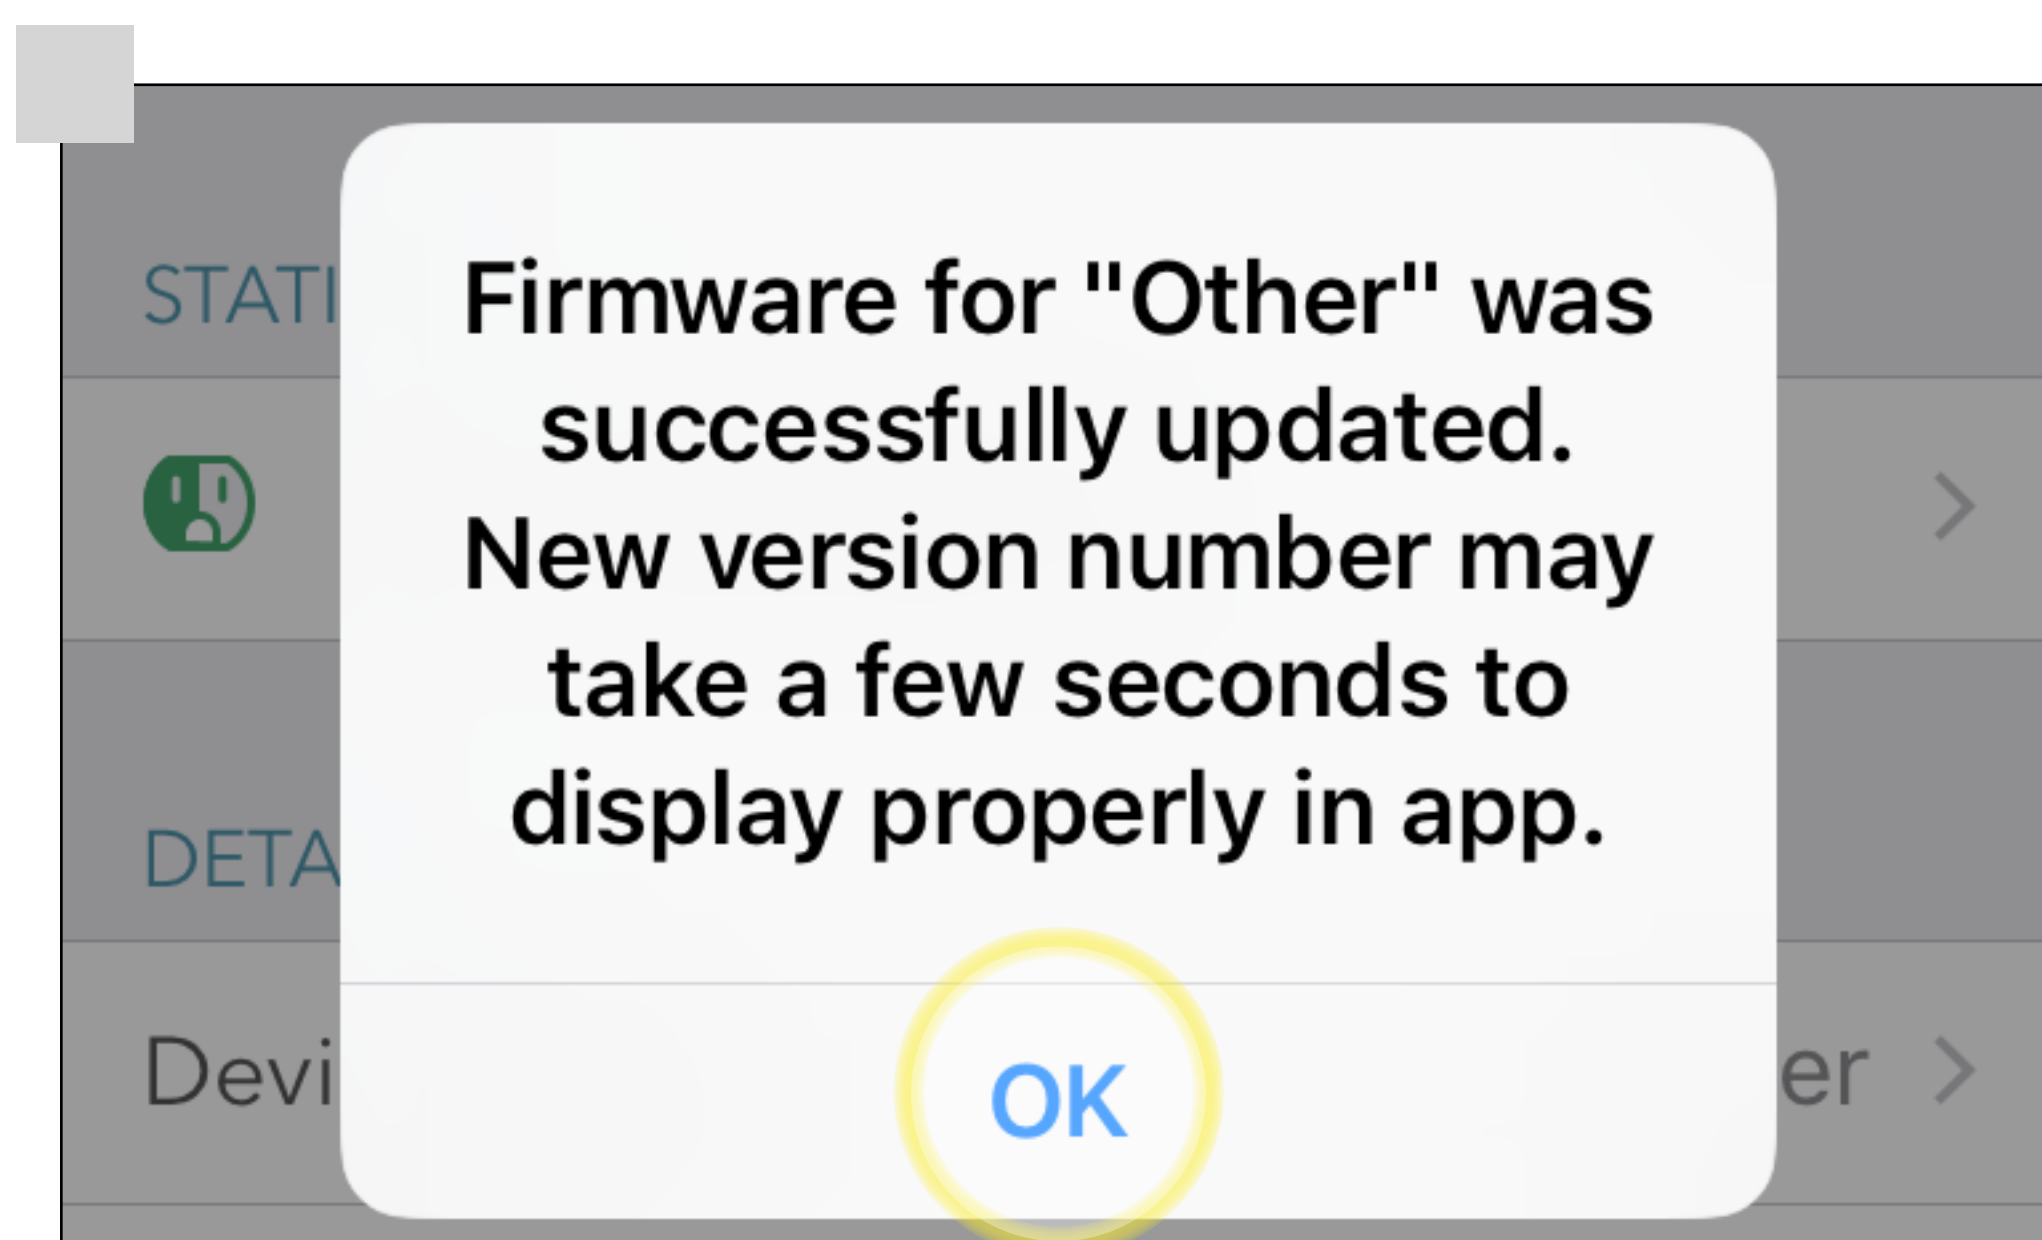 STATI
Firmware for "Other" was
successfully updated.
New version number may
take a few seconds to
display properly in app.
DETA
Devi
er
OK